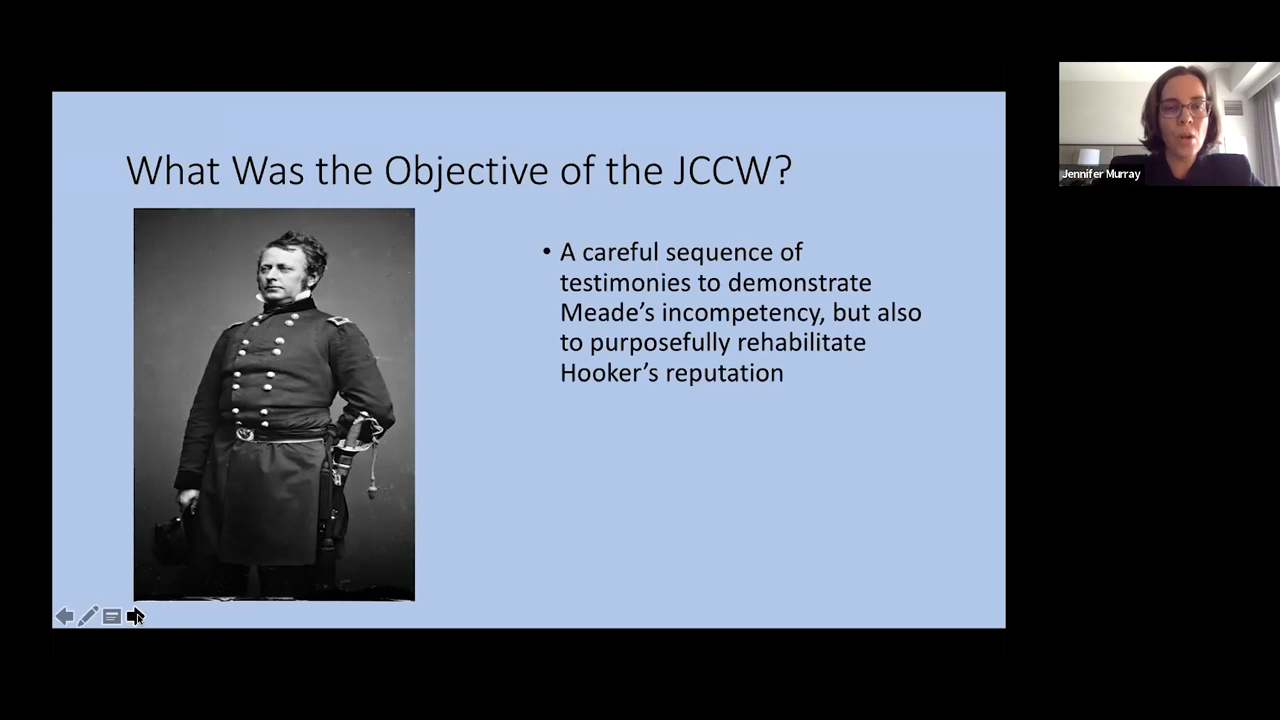 What Was the Objective of the JCCW?
• A careful sequence of
testimonies to demonstrate
Meade’s incompetency, but also
to purposefully rehabilitate
Hooker’s reputation
Jennifer Murray